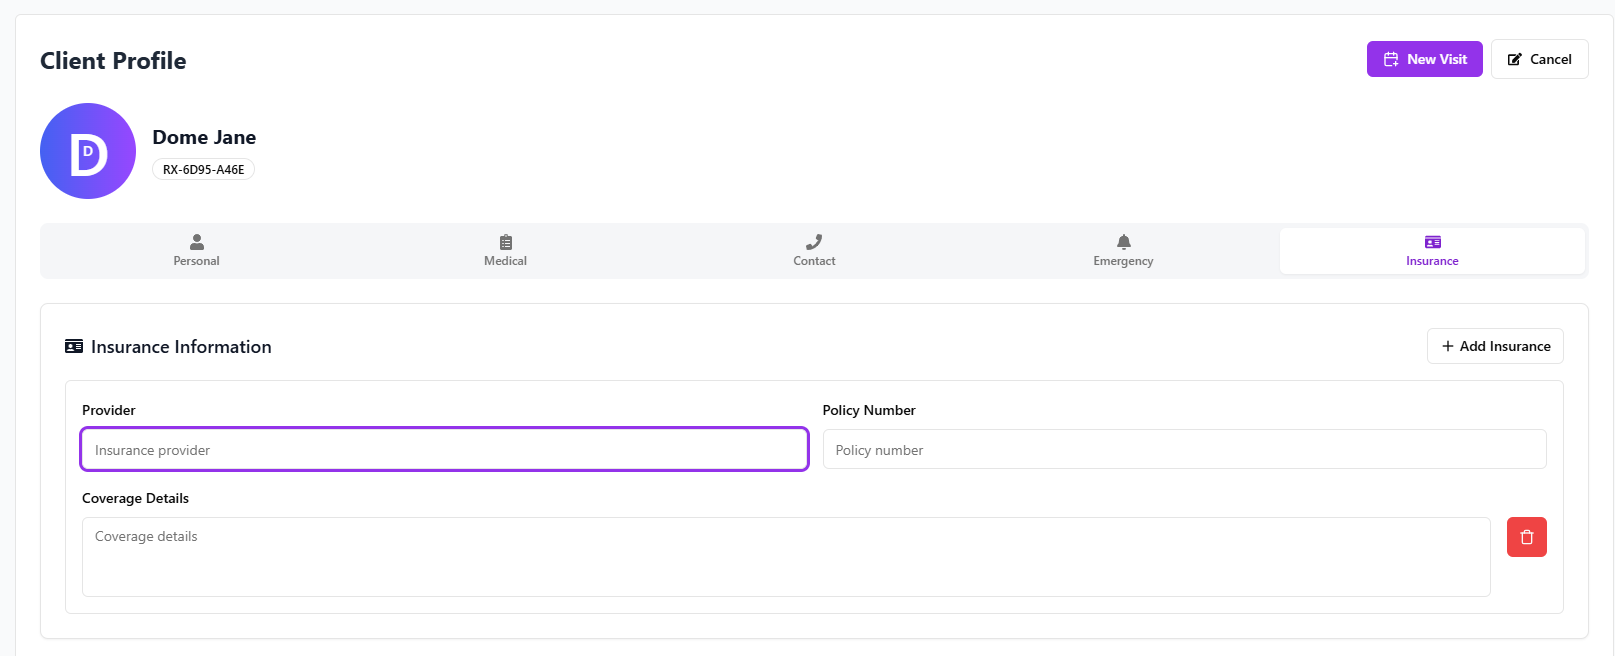 Client Profile
New Visit
Cancel
D
D
Dome Jane
RX-6D95-A46E
Personal
Medical
Contact
Emergency
Insurance
Insurance Information
Add Insurance
Provider
Policy Number
Insurance provider
Policy number
Coverage Details
Coverage details